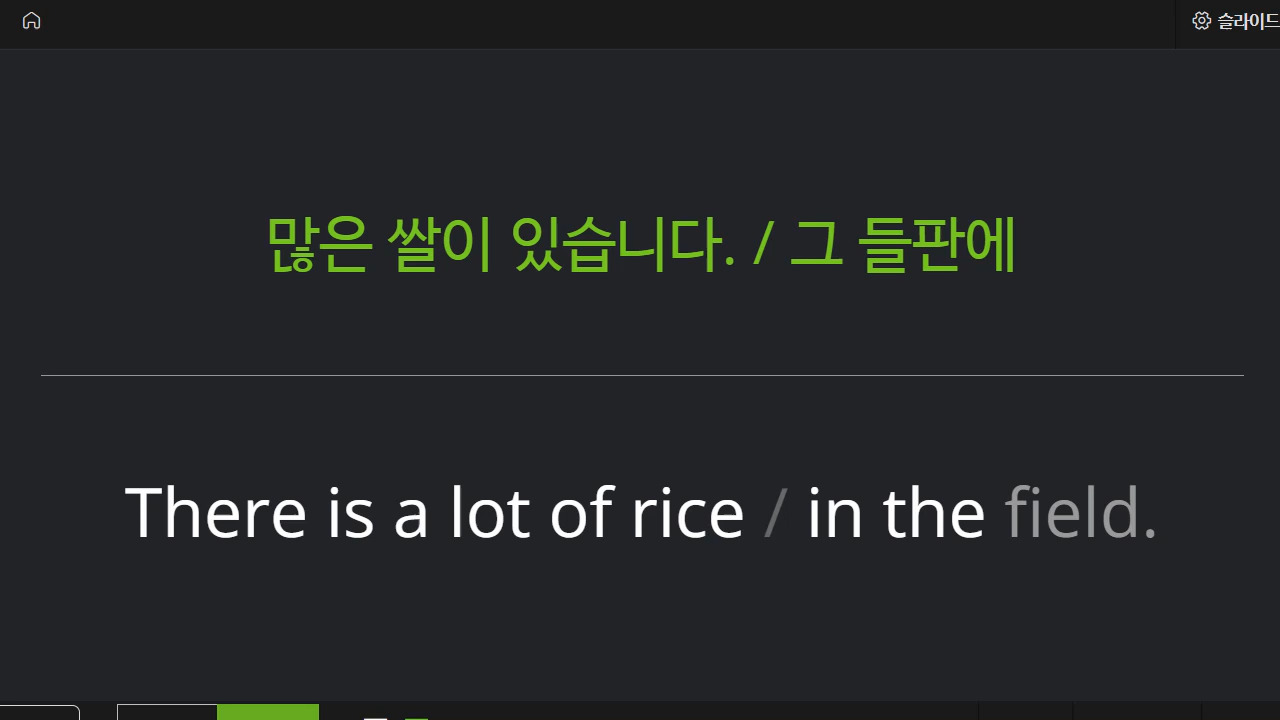 슬라이드
많은 쌀이 있습니다. / 그 들판에
There is a lot of rice / in the field.